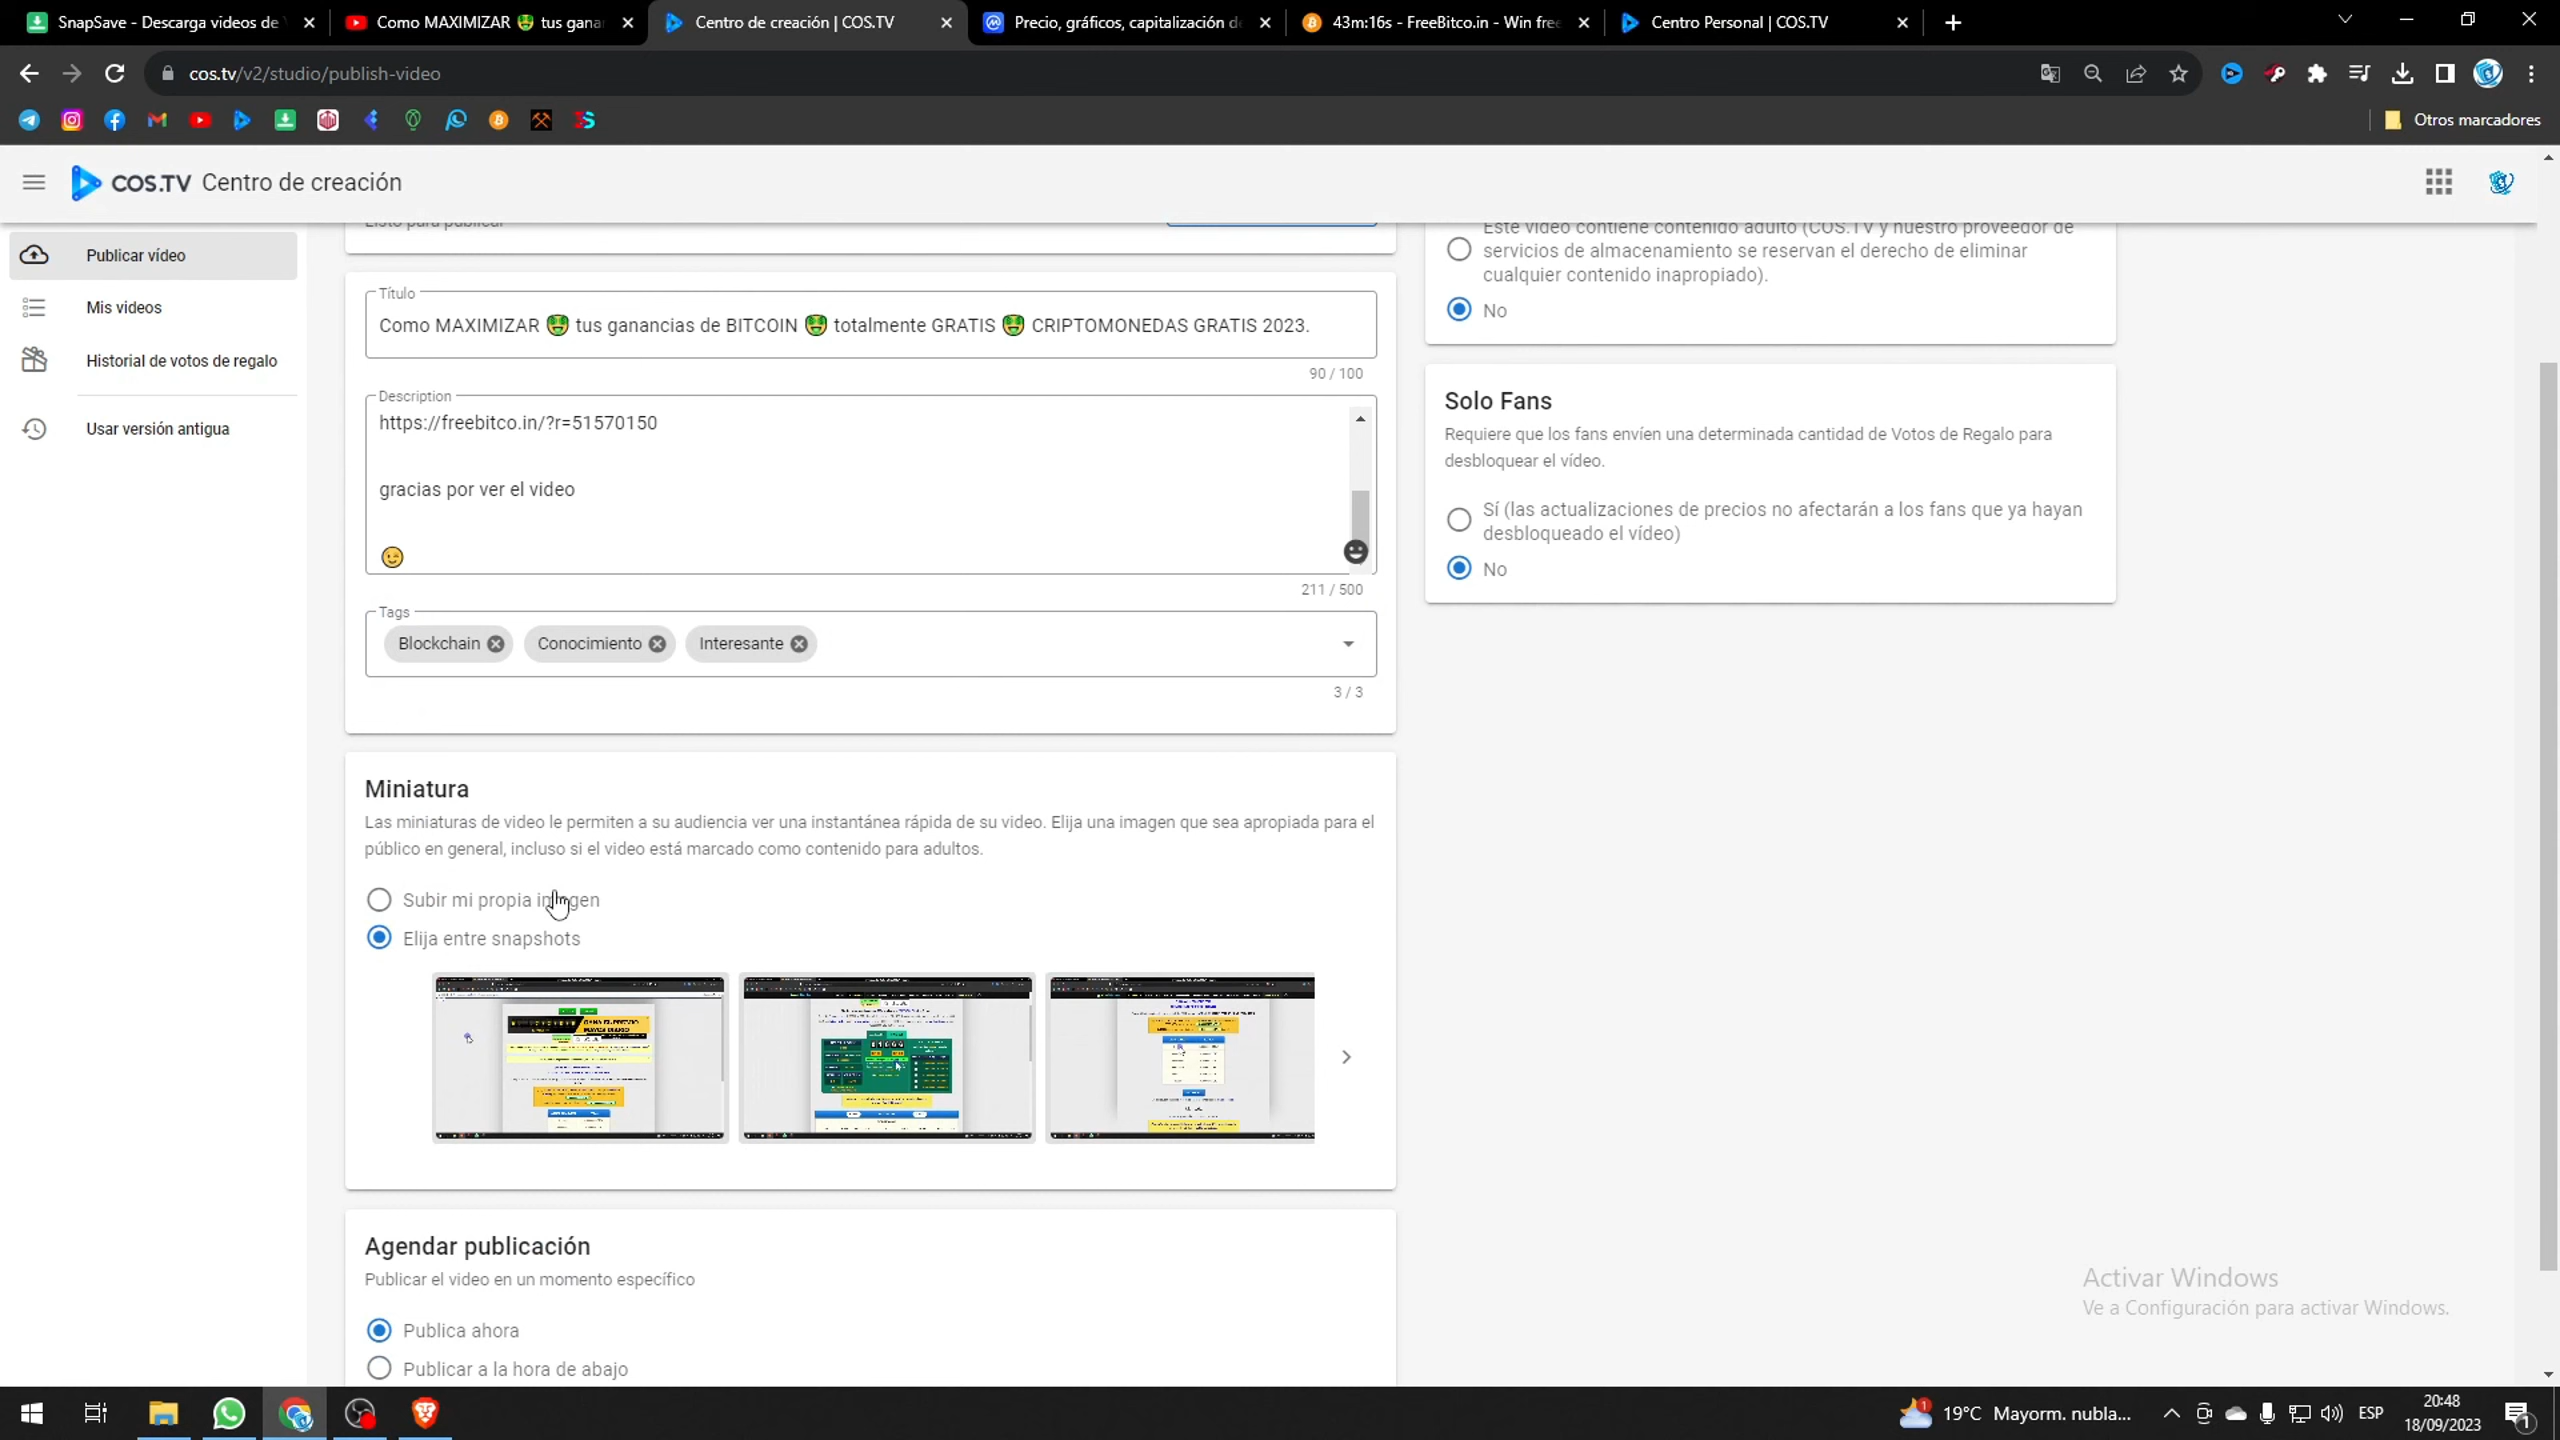 SnapSave - Descarga videos de Y
Como MAXIMIZAR 🤑 tus gana
Centro de creación | COS.TV
Precio, gráficos, capitalización d
43m:16s - FreeBitco.in - Win free
Centro Personal | COS.TV
cos.tv/v2/studio/publish-video
Otros marcadores
COS.TV Centro de creación
Publicar vídeo
Mis videos
Historial de votos de regalo
Usar versión antigua
Listo para publicar
Título
Como MAXIMIZAR 🤑 tus ganancias de BITCOIN 🤑 totalmente GRATIS 🤑 CRIPTOMONEDAS GRATIS 2023.
90 / 100
Description
https://freebitco.in/?r=51570150
gracias por ver el video
😉
211 / 500
Tags
Blockchain
Conocimiento
Interesante
3 / 3
Miniatura
Las miniaturas de video le permiten a su audiencia ver una instantánea rápida de su video. Elija una imagen que sea apropiada para el
público en general, incluso si el video está marcado como contenido para adultos.
Subir mi propia imagen
Elija entre snapshots
Agendar publicación
Publicar el video en un momento específico
Publica ahora
Publicar a la hora de abajo
Este video contiene contenido adulto (COS.TV y nuestro proveedor de
servicios de almacenamiento se reservan el derecho de eliminar
cualquier contenido inapropiado).
No
Solo Fans
Requiere que los fans envíen una determinada cantidad de Votos de Regalo para
desbloquear el vídeo.
Sí (las actualizaciones de precios no afectarán a los fans que ya hayan
desbloqueado el vídeo)
No
Activar Windows
Ve a Configuración para activar Windows.
1
19°C Mayorm. nubla...
ESP
20:48
18/09/2023
1